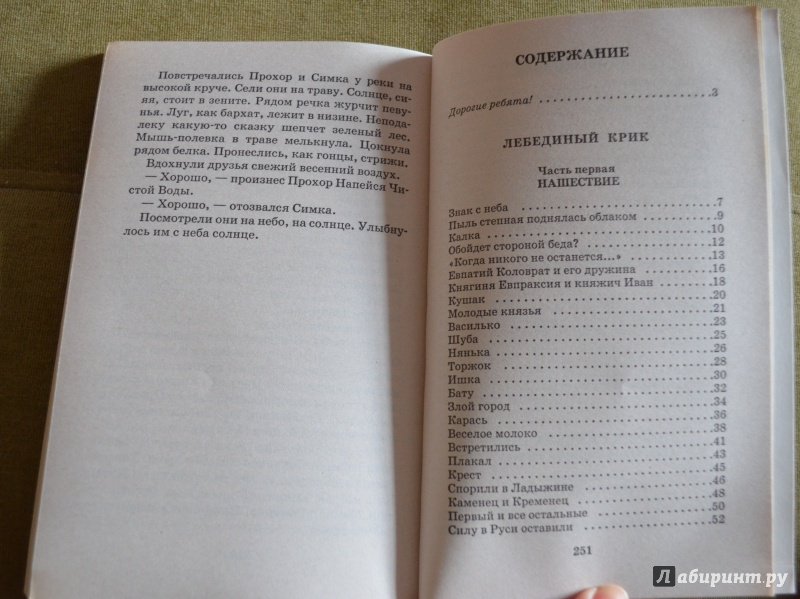 Повстречались Прохор и Симка у реки на
высокой круче. Сели они на траву. Солнце, си-
яя, стоит в зените. Рядом речка журчит певу-
нья. Луг, как бархат, лежит в низине. Непода-
леку какую-то сказку шепчет зеленый лес.
Мышь-полевка в траве мелькнула. Цокнула
рядом белка. Пронеслись, как гонцы, стрижи.
Вдохнули друзья свежий весенний воздух.
— Хорошо, — произнес Прохор Напейся Чи-
стой Воды.
— Хорошо, — отозвался Симка.
Посмотрели они на небо, на солнце. Улыбну-
лось им с неба солнце.
СОДЕРЖАНИЕ
Дорогие ребята! 3
ЛЕБЕДИНЫЙ КРИК
Часть первая
НАШЕСТВИЕ
Знак с неба 7
Пыль степная поднялась облаком 9
Калка 10
Обойдет стороной беда? 12
«Когда никого не останется...» 13
Евпатий Коловрат и его дружина 16
Княгиня Евпраксия и княжич Иван 18
Кушак 20
Молодые князья 21
Василько 23
Шуба 25
Нянька 26
Торжок 28
Ишка 30
Бату 32
Злой город 34
Карась 36
Веселое молоко 38
Встретились 41
Плакал 43
Крест 45
Спорили в Ладыжине 46
Каменец и Кременец 48
Первый и все остальные 50
Силу в Руси оставили 52
251
Лабиринт.ру